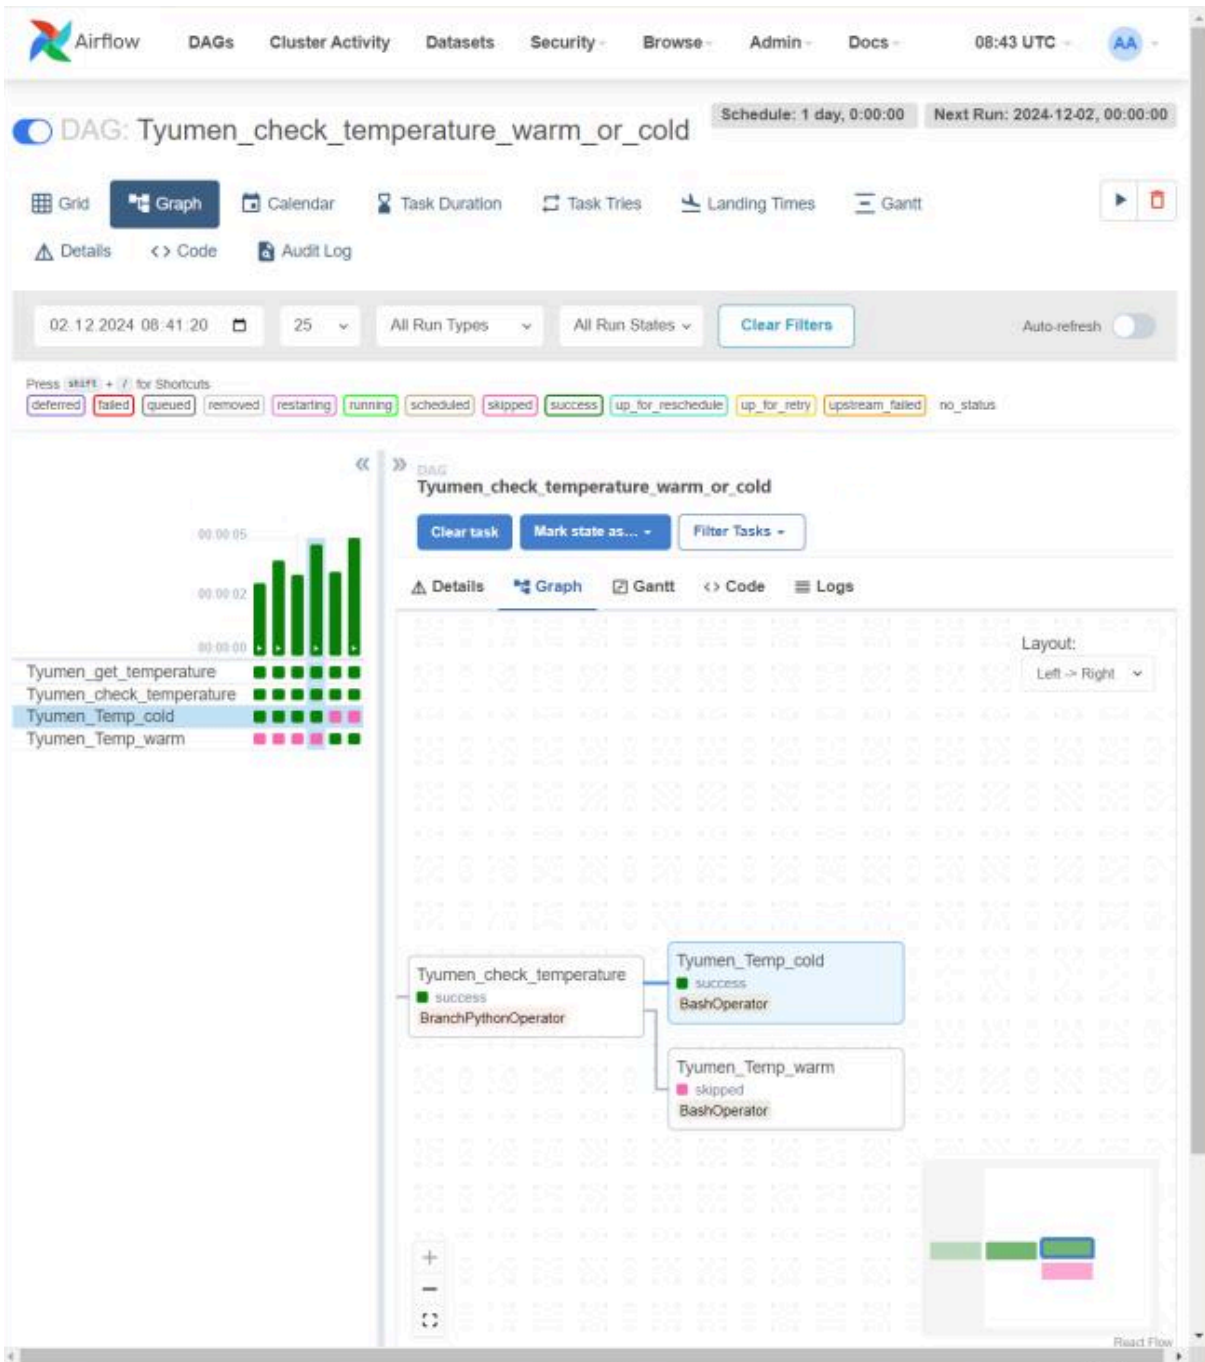 Airflow DAGs Cluster Activity Datasets Security Browse Admin Docs 08:43 UTC AA
DAG: Tyumen_check_temperature_warm_or_cold Schedule: 1 day, 0:00:00 Next Run: 2024-12-02, 00:00:00
Grid Graph Calendar Task Duration Task Tries Landing Times Gantt
Details <> Code Audit Log
02.12.2024 08:41:20 25 All Run Types All Run States Clear Filters Auto-refresh
Press shift + / for Shortcuts
deferred failed queued removed restarting running scheduled skipped success up_for_reschedule up_for_retry upstream_failed no_status
DAG
Tyumen_check_temperature_warm_or_cold
Clear task Mark state as... Filter Tasks
Details Graph Gantt <> Code Logs
00:00:05
00:00:02
00:00:00
Tyumen_get_temperature
Tyumen_check_temperature
Tyumen_Temp_cold
Tyumen_Temp_warm
Layout:
Left -> Right
Tyumen_check_temperature
success
BranchPythonOperator
Tyumen_Temp_cold
success
BashOperator
Tyumen_Temp_warm
skipped
BashOperator
React Flow